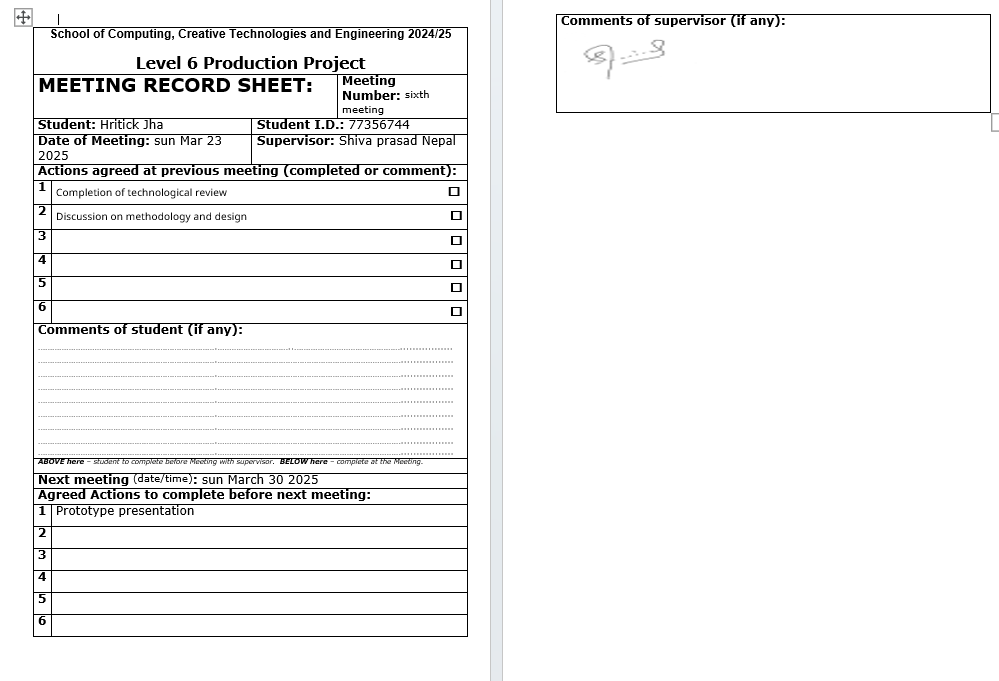 School of Computing, Creative Technologies and Engineering 2024/25
Level 6 Production Project
MEETING RECORD SHEET:
Meeting
Number: sixth
meeting
Student: Hritick Jha
Student I.D.: 77356744
Date of Meeting: sun Mar 23
2025
Supervisor: Shiva prasad Nepal
Actions agreed at previous meeting (completed or comment):
1 Completion of technological review
2 Discussion on methodology and design
3
4
5
6
Comments of student (if any):
ABOVE here – student to complete before Meeting with supervisor. BELOW here – complete at the Meeting.
Next meeting (date/time): sun March 30 2025
Agreed Actions to complete before next meeting:
1 Prototype presentation
2
3
4
5
6
Comments of supervisor (if any):